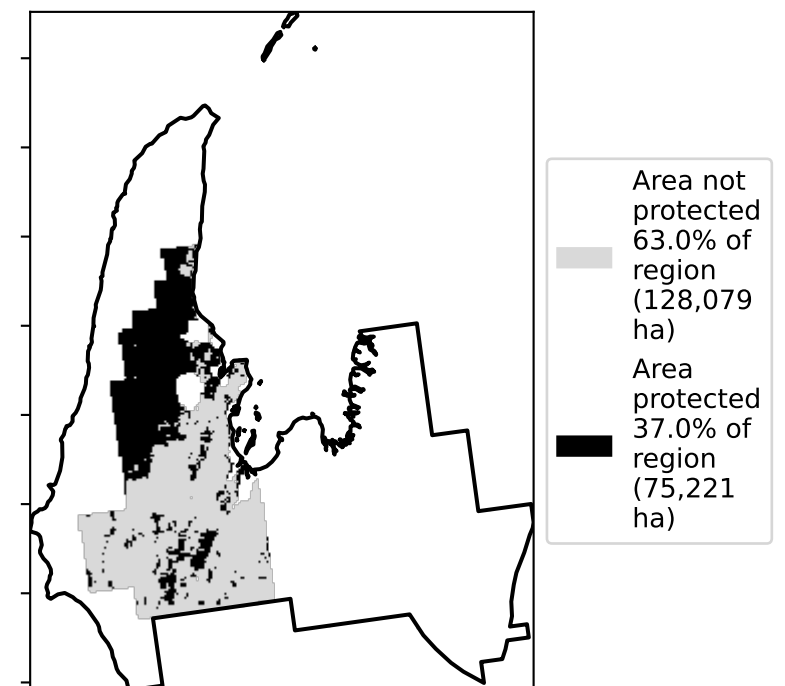 Area not
protected
63.0% of
region
(128,079
ha)
Area
protected
37.0% of
region
(75,221
ha)